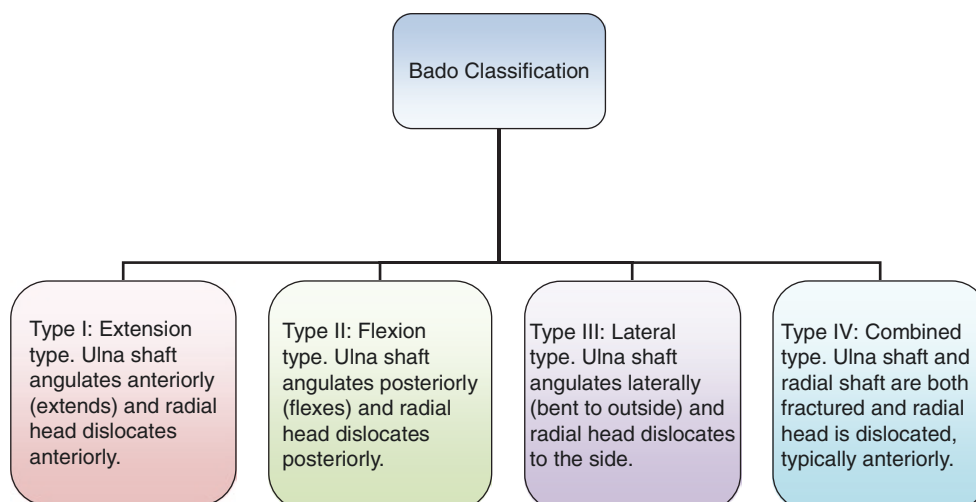 Bado Classification
Type I: Extension
type. Ulna shaft
angulates anteriorly
(extends) and radial
head dislocates
anteriorly.
Type II: Flexion
type. Ulna shaft
angulates posteriorly
(flexes) and radial
head dislocates
posteriorly.
Type III: Lateral
type. Ulna shaft
angulates laterally
(bent to outside) and
radial head dislocates
to the side.
Type IV: Combined
type. Ulna shaft and
radial shaft are both
fractured and radial
head is dislocated,
typically anteriorly.